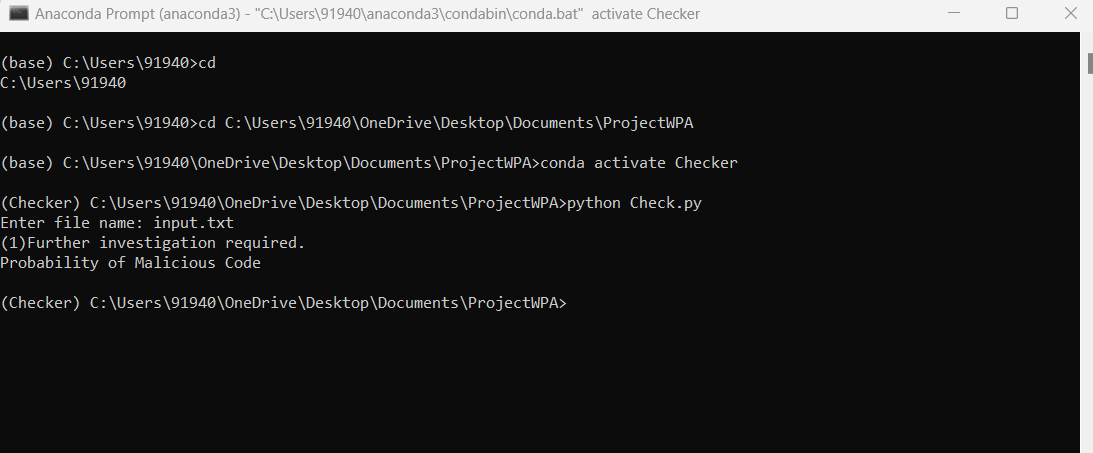 Anaconda Prompt (anaconda3) - "C:\Users\91940\anaconda3\condabin\conda.bat"  activate Checker
(base) C:\Users\91940>cd
C:\Users\91940
(base) C:\Users\91940>cd C:\Users\91940\OneDrive\Desktop\Documents\ProjectWPA
(base) C:\Users\91940\OneDrive\Desktop\Documents\ProjectWPA>conda activate Checker
(Checker) C:\Users\91940\OneDrive\Desktop\Documents\ProjectWPA>python Check.py
Enter file name: input.txt
(1)Further investigation required.
Probability of Malicious Code
(Checker) C:\Users\91940\OneDrive\Desktop\Documents\ProjectWPA>